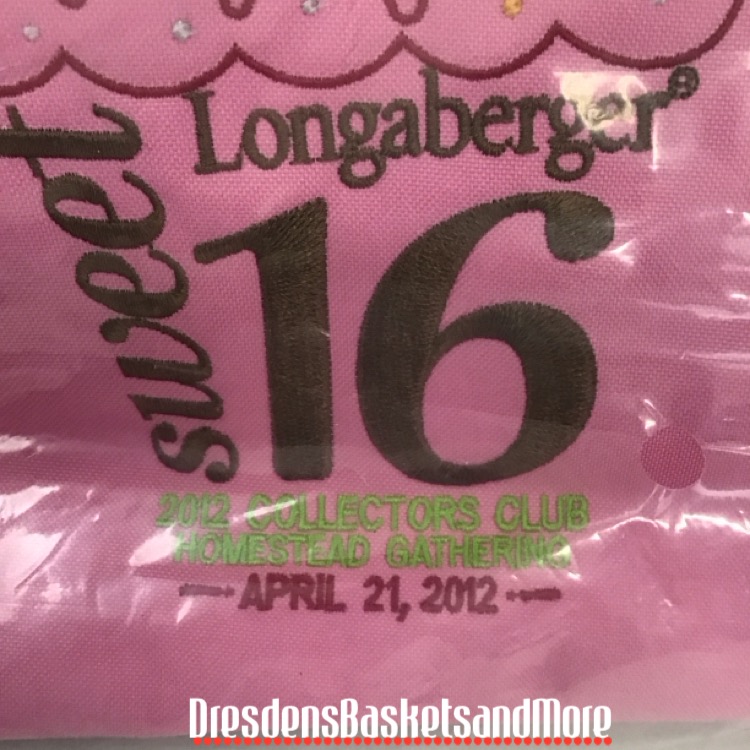 Longaberger®
sweet 16
2012 COLLECTORS CLUB
HOMESTEAD GATHERING
APRIL 21, 2012
DresdensBasketsandMore